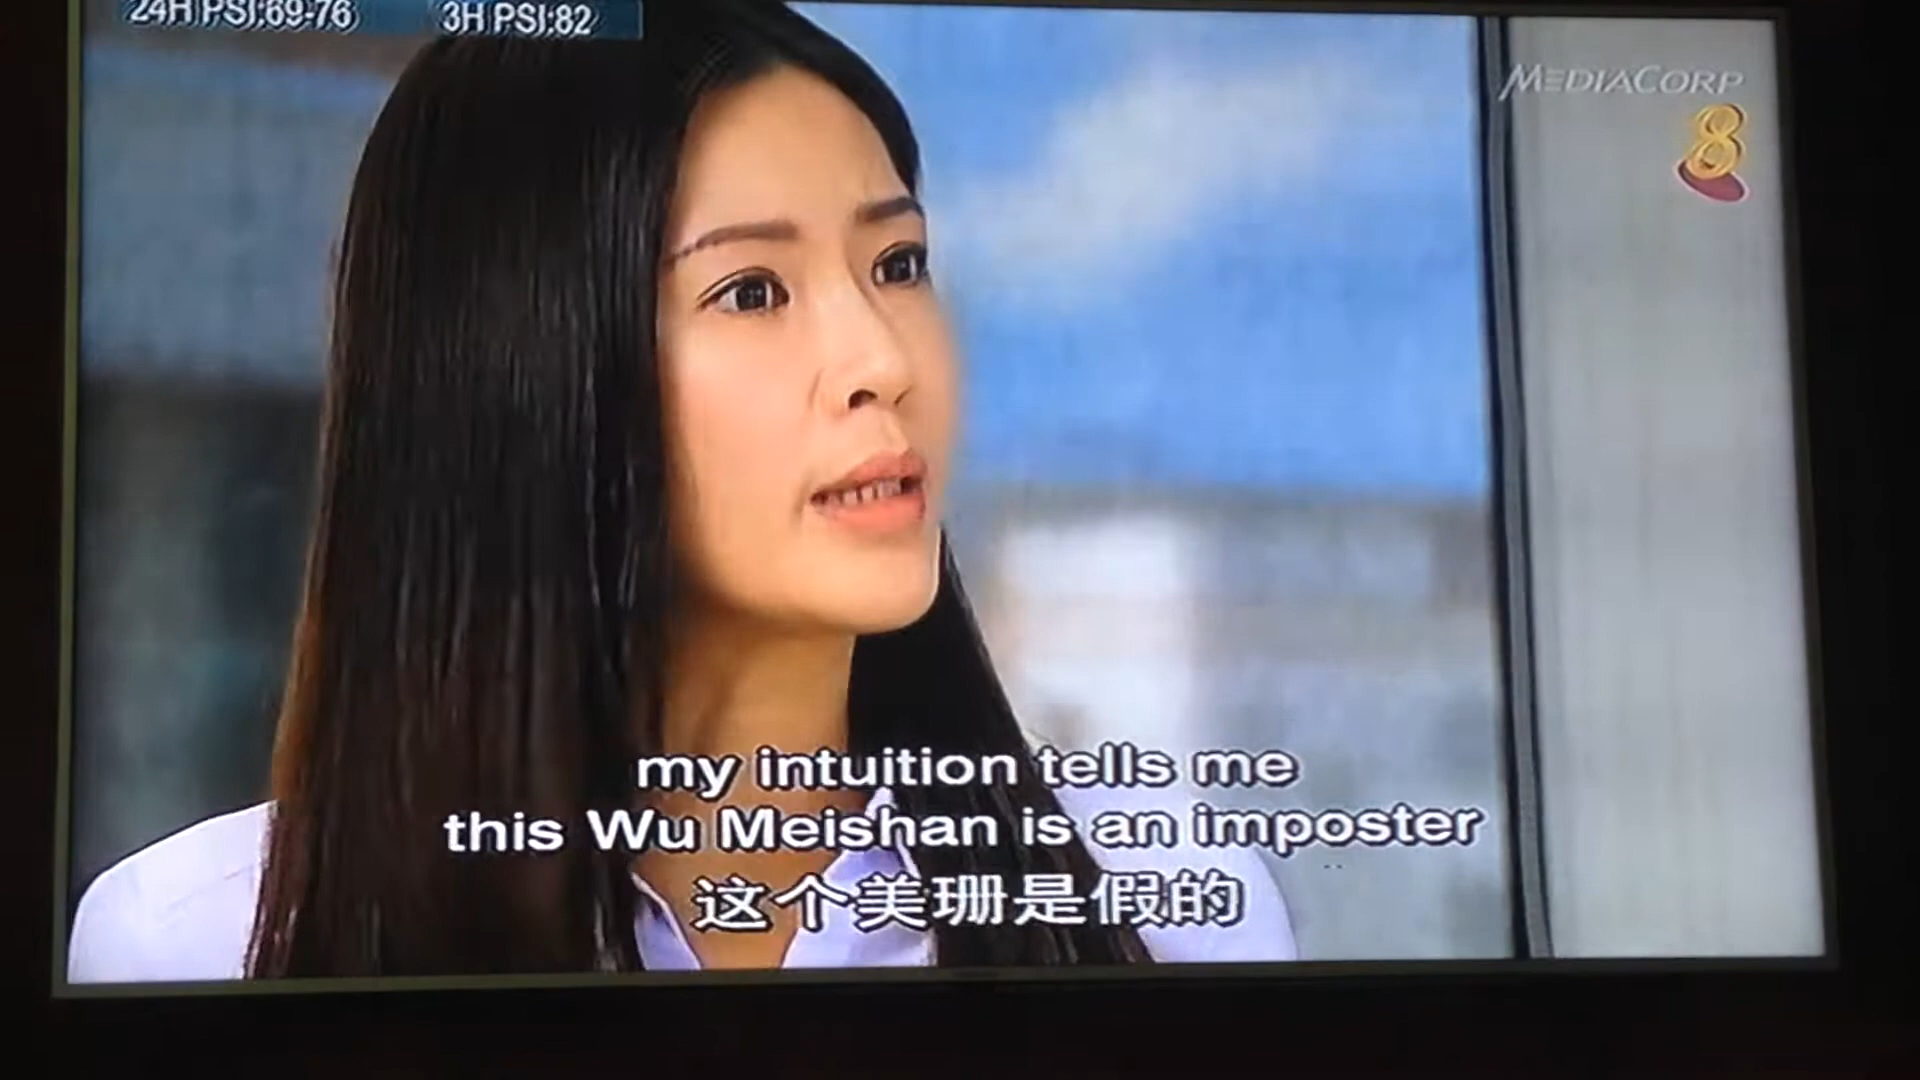 24H PSI:69-76 3H PSI:82
MEDIACORP
8
my intuition tells me
this Wu Meishan is an imposter
这个美珊是假的